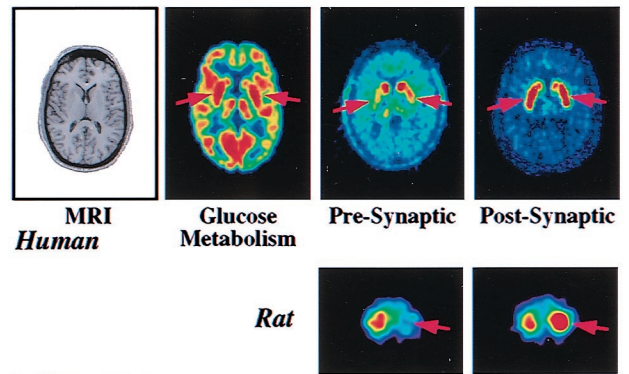 MRI
Glucose
Metabolism
Pre-Synaptic
Post-Synaptic
Human
Rat